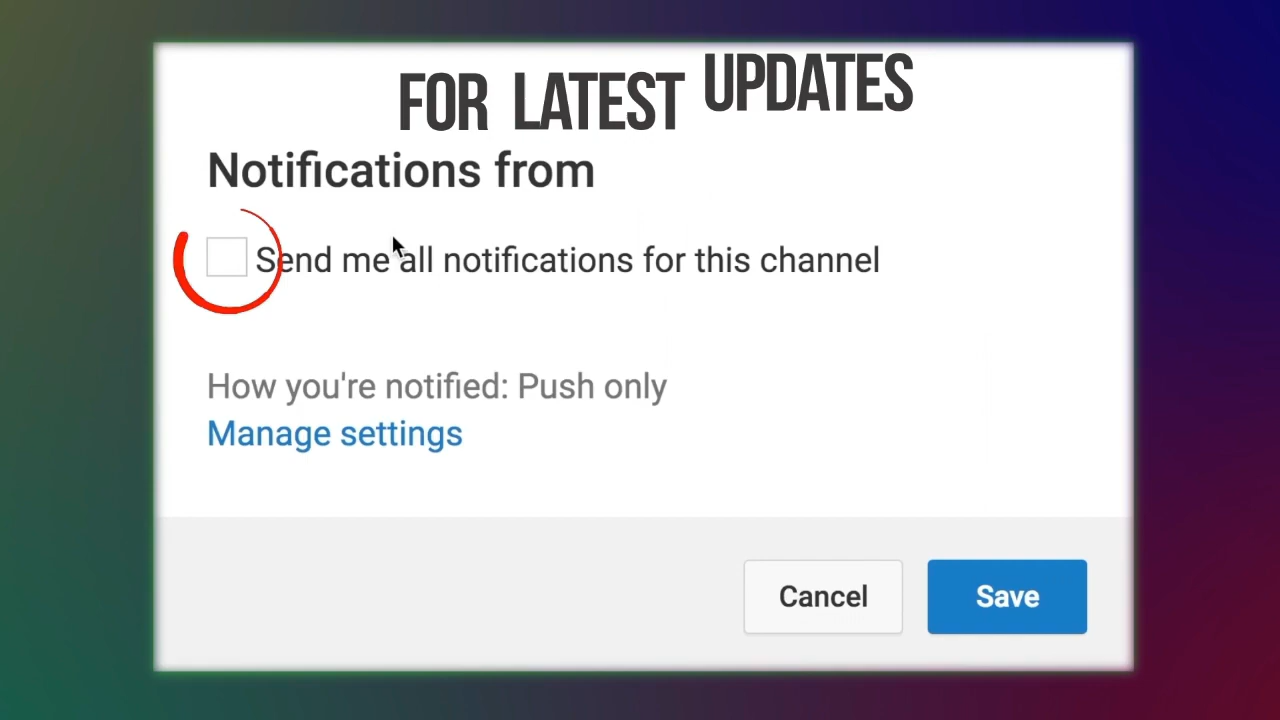 FOR LATEST UPDATES
Notifications from
Send me all notifications for this channel
How you're notified: Push only
Manage settings
Cancel Save